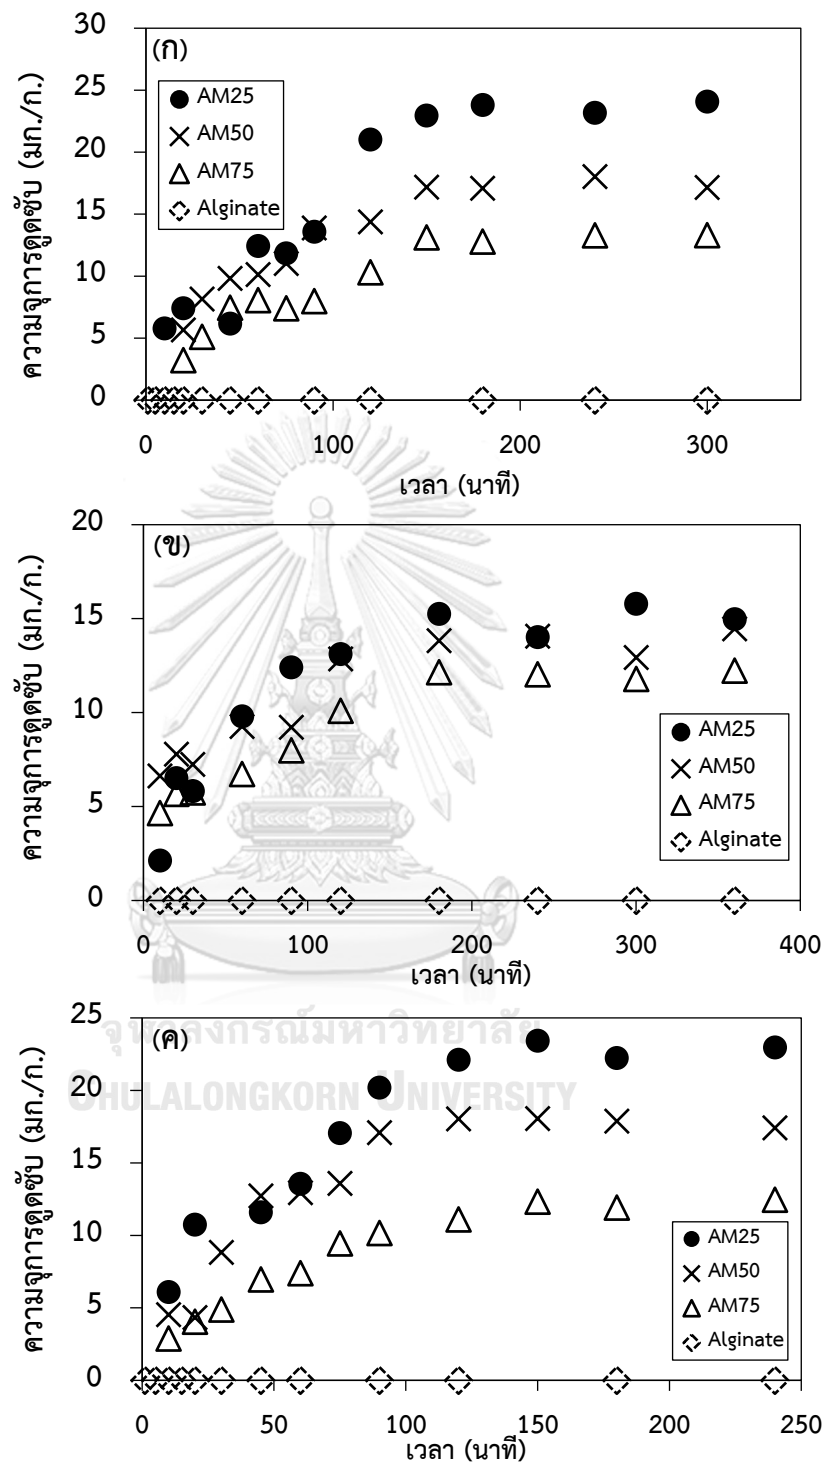 30
(ก)
25
AM25
AM50
20
AM75
15
Alginate
10
5
0
ความจุการดูดซับ (มก./ก.)
0 100 200 300
เวลา (นาที)
20
(ข)
15
10
AM25
AM50
5
AM75
Alginate
0
ความจุการดูดซับ (มก./ก.)
0 100 200 300 400
เวลา (นาที)
25
(ค)
จุฬาลงกรณ์มหาวิทยาลัย
20
CHULALONGKORN UNIVERSITY
15
10
AM25
AM50
5
AM75
Alginate
0
ความจุการดูดซับ (มก./ก.)
0 50 100 150 200 250
เวลา (นาที)